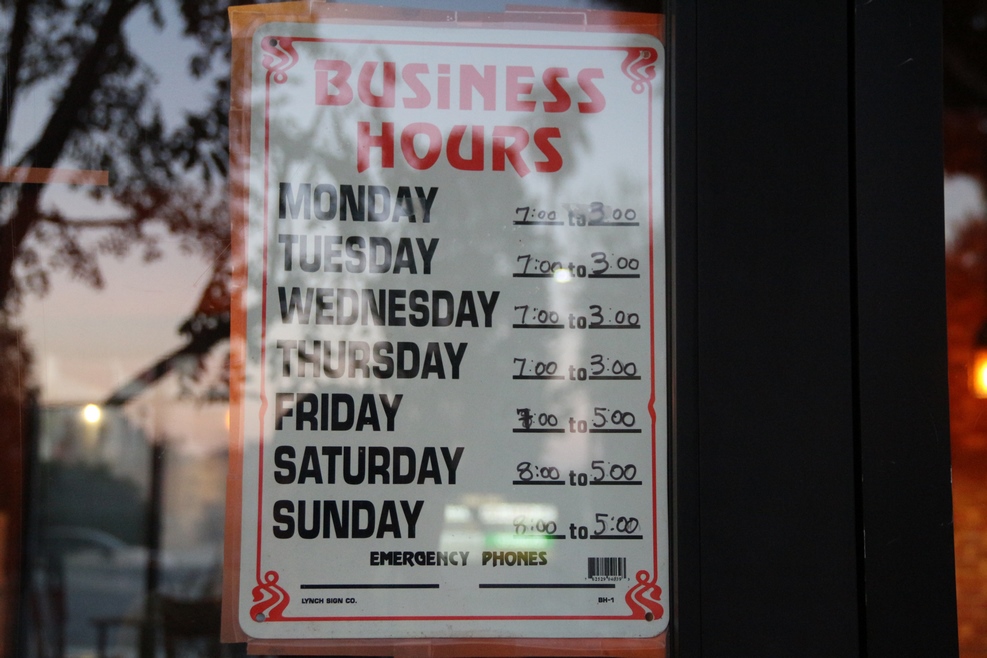 BUSINESS
HOURS
MONDAY 7:00 to 3:00
TUESDAY 7:00 to 3:00
WEDNESDAY 7:00 to 3:00
THURSDAY 7:00 to 3:00
FRIDAY 7:00 to 5:00
SATURDAY 8:00 to 5:00
SUNDAY 8:00 to 5:00
EMERGENCY PHONES
LYNCH SIGN CO. BH-1